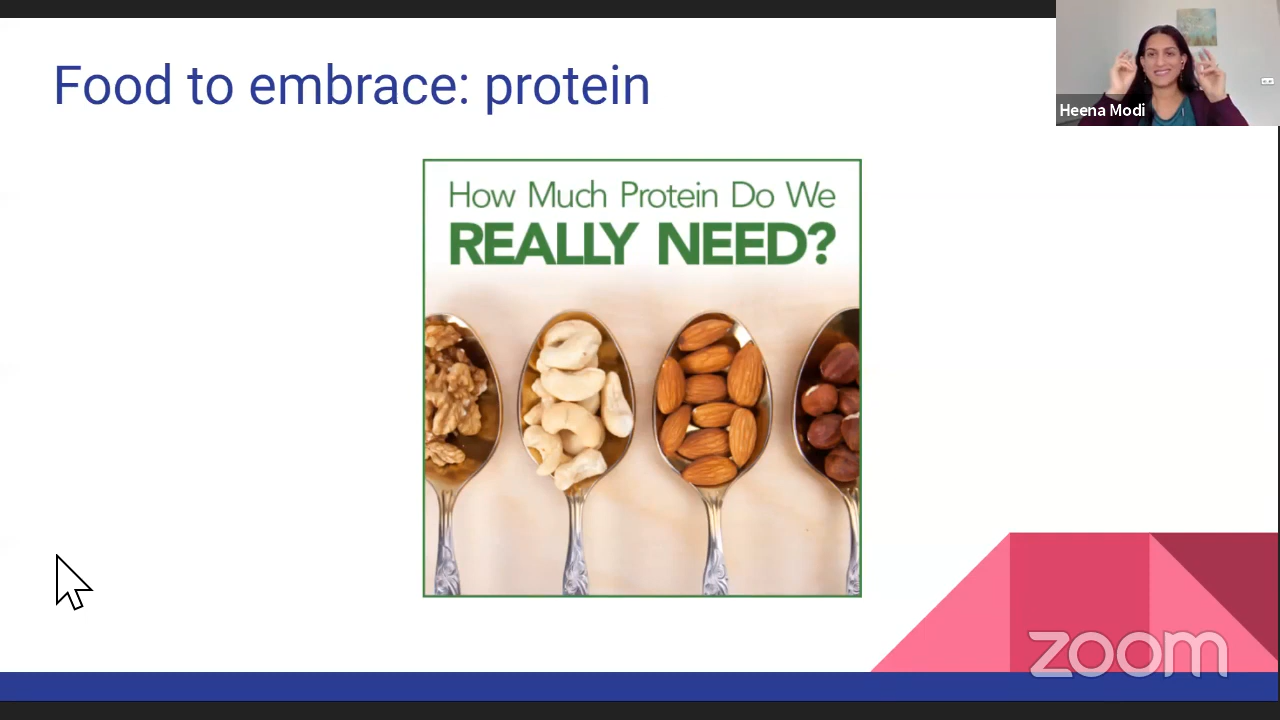 Food to embrace: protein
Heena Modi
How Much Protein Do We
REALLY NEED?
zoom